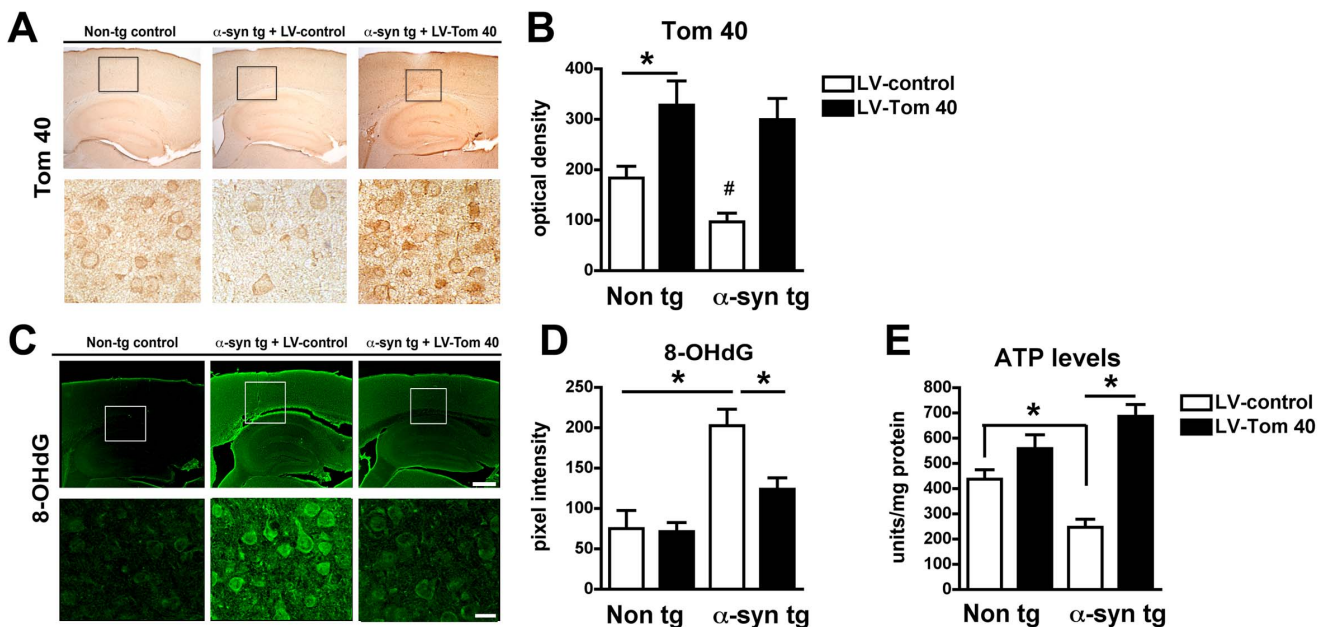 A
Non-tg control α-syn tg + LV-control α-syn tg + LV-Tom 40
Tom 40
B
Tom 40
*
#
optical density
400
300
200
100
0
Non tg α-syn tg
LV-control
LV-Tom 40
C
Non-tg control α-syn tg + LV-control α-syn tg + LV-Tom 40
8-OHdG
D
8-OHdG
* *
pixel intensity
250
200
150
100
50
0
Non tg α-syn tg
E
ATP levels
* *
units/mg protein
800
700
600
500
400
300
200
100
0
Non tg α-syn tg
LV-control
LV-Tom 40